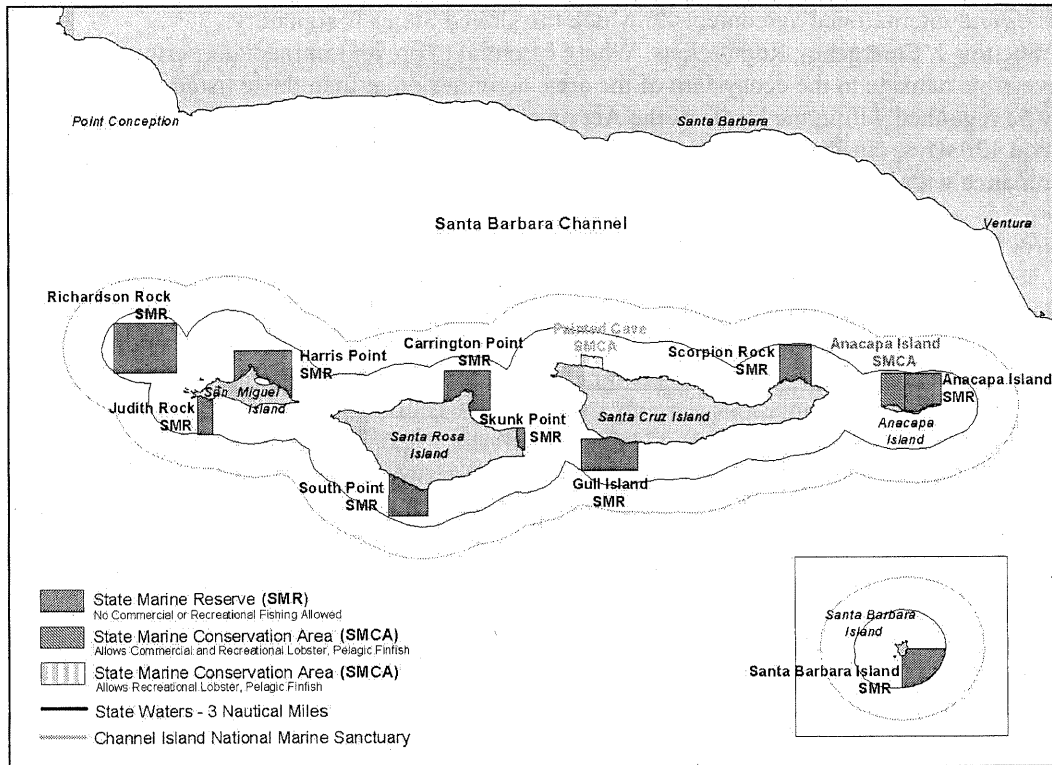 Point Conception
Santa Barbara
Santa Barbara Channel
Ventura
Richardson Rock
SMR
Harris Point
SMR
Carrington Point
SMR
Painted Cave
SMCA
Scorpion Rock
SMR
Anacapa Island
SMCA
Anacapa Island
SMR
San Miguel
Island
Judith Rock
SMR
Skunk Point
SMR
Santa Rosa
Island
Santa Cruz Island
Anacapa
Island
South Point
SMR
Gull Island
SMR
State Marine Reserve (SMR)
No Commercial or Recreational Fishing Allowed
State Marine Conservation Area (SMCA)
Allows Commercial and Recreational Lobster, Pelagic Finfish
State Marine Conservation Area (SMCA)
Allows Recreational Lobster, Pelagic Finfish
State Waters - 3 Nautical Miles
Channel Island National Marine Sanctuary
Santa Barbara
Island
Santa Barbara Island
SMR